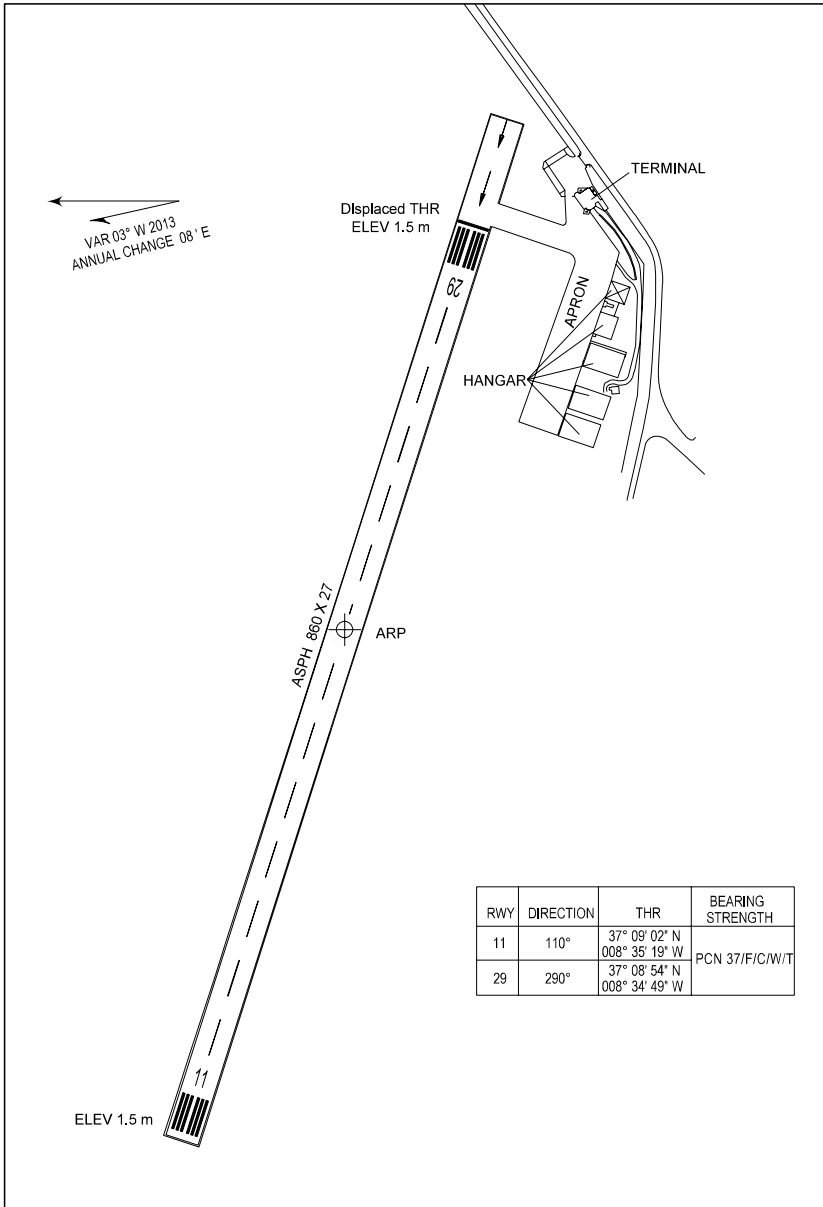 TERMINAL
Displaced THR
ELEV 1.5 m
VAR 03° W 2013
ANNUAL CHANGE 08' E
29
APRON
HANGAR
ASPH 860 X 27
ARP
11
ELEV 1.5 m
RWY DIRECTION THR BEARING STRENGTH
11 110° 37° 09' 02" N
008° 35' 19" W
PCN 37/F/C/W/T
29 290° 37° 08' 54" N
008° 34' 49" W